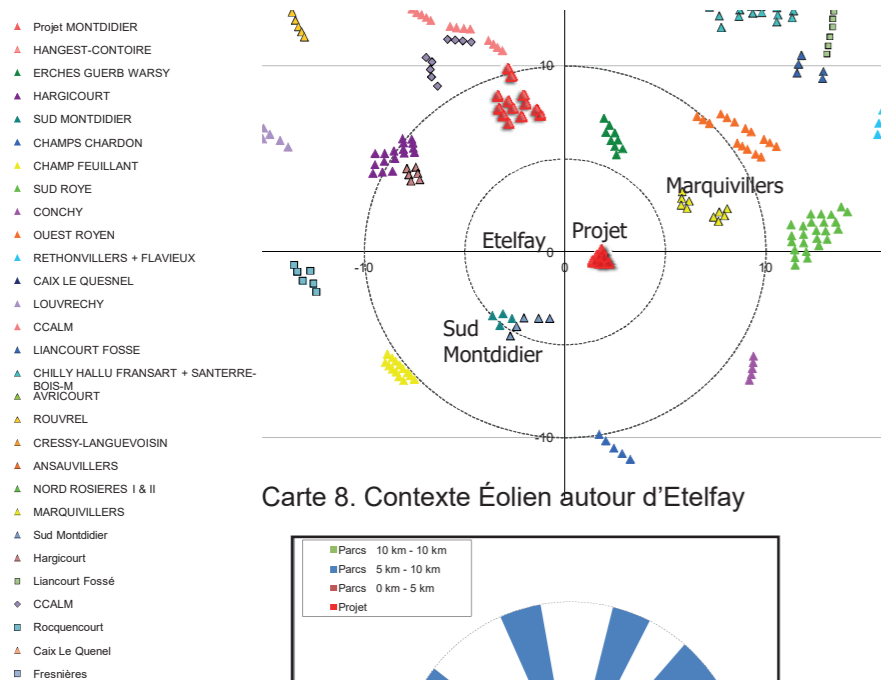 Projet MONTDIDIER
HANGEST-CONTOIRE
ERCHES GUERB WARSY
HARGICOURT
SUD MONTDIDIER
CHAMPS CHARDON
CHAMP FEUILLANT
SUD ROYE
CONCHY
OUEST ROYEN
RETHONVILLERS + FLAVIEUX
CAIX LE QUESNEL
LOUVRECHY
CCALM
LIANCOURT FOSSE
CHILLY HALLU FRANSART + SANTERRE-
BOIS-M
AVRICOURT
ROUVREL
CRESSY-LANGUEVOISIN
ANSAUVILLERS
NORD ROSIERES I & II
MARQUIVILLERS
Sud Montdidier
Hargicourt
Liancourt Fossé
CCALM
Rocquencourt
Caix Le Quenel
Fresnières
10
Marquivillers
Etelfay
Projet
-10
0
0
10
Sud
Montdidier
-10
Carte 8. Contexte Éolien autour d'Etelfay
Parcs 10 km - 10 km
Parcs 5 km - 10 km
Parcs 0 km - 5 km
Projet